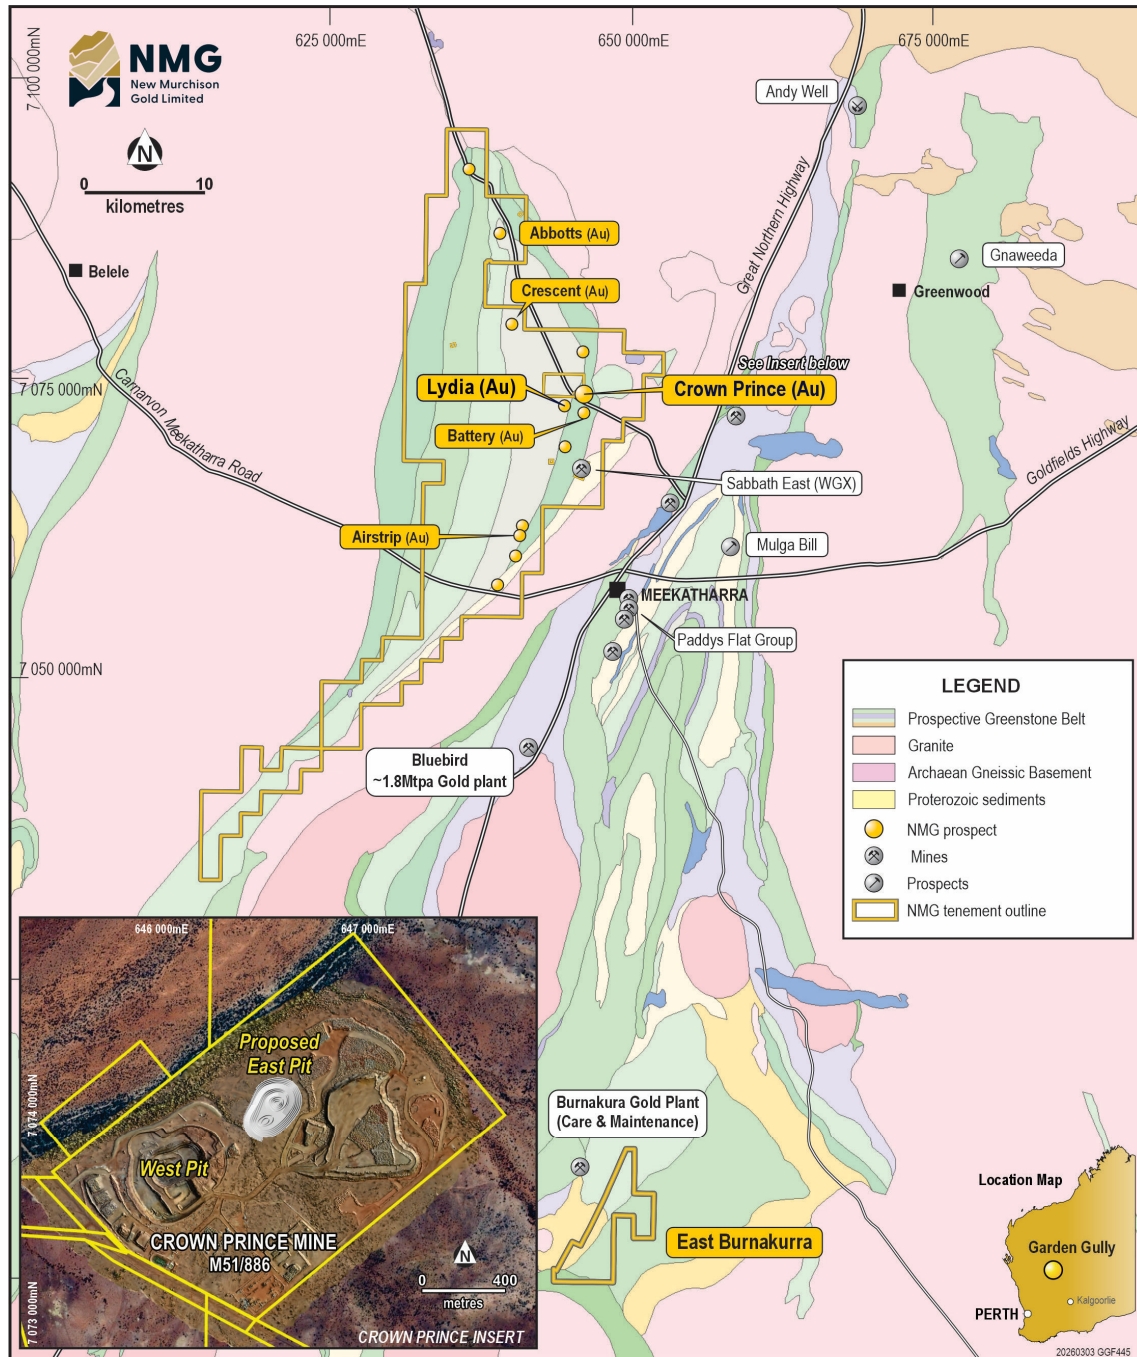 625 000mE
650 000mE
675 000mE
7 100 000mN
NMG
New Murchison
Gold Limited
N
0 10
kilometres
Andy Well
Great Northern Highway
Abbotts (Au)
Gnaweeda
Belele
Crescent (Au)
Greenwood
See Insert below
7 075 000mN
Lydia (Au)
Crown Prince (Au)
Carnarvon Meekatharra Road
Battery (Au)
Goldfields Highway
Sabbath East (WGX)
Airstrip (Au)
Mulga Bill
MEEKATHARRA
Paddys Flat Group
7 050 000mN
Bluebird
~1.8Mtpa Gold plant
LEGEND
Prospective Greenstone Belt
Granite
Archaean Gneissic Basement
Proterozoic sediments
NMG prospect
Mines
Prospects
NMG tenement outline
646 000mE
647 000mE
Proposed
East Pit
7 074 000mN
West Pit
CROWN PRINCE MINE
M51/886
N
0 400
metres
7 073 000mN
CROWN PRINCE INSERT
Burnakura Gold Plant
(Care & Maintenance)
East Burnakurra
Location Map
Garden Gully
Kalgoorlie
PERTH
20260303 GGF445